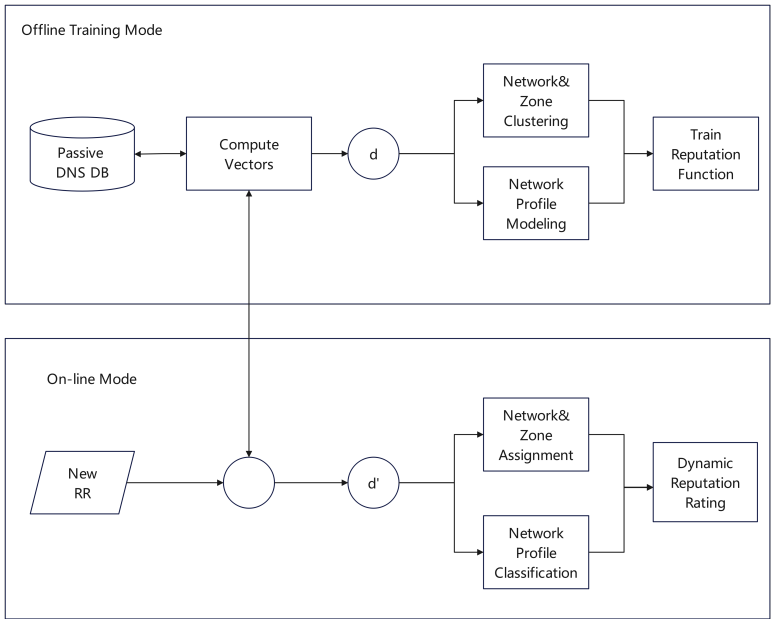 Offline Training Mode
Passive
DNS DB
Compute
Vectors
d
Network&
Zone
Clustering
Network
Profile
Modeling
Train
Reputation
Function
On-line Mode
New
RR
d'
Network&
Zone
Assignment
Network
Profile
Classification
Dynamic
Reputation
Rating